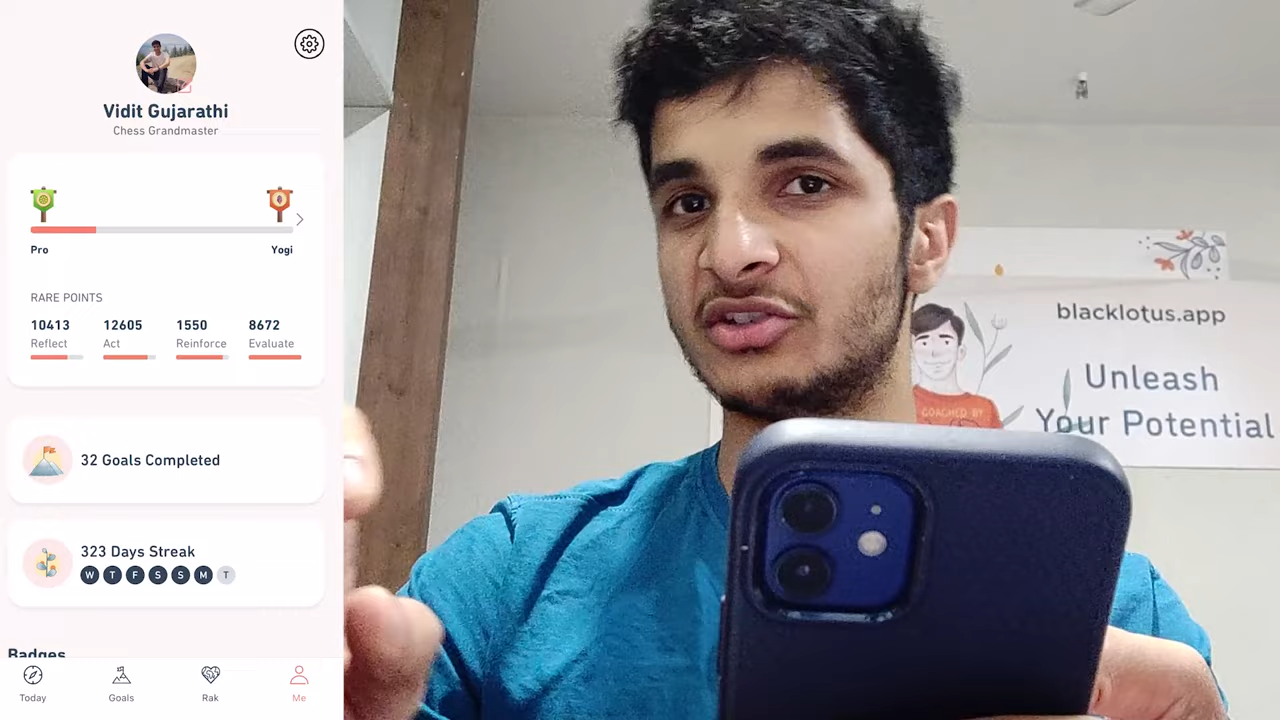 Vidit Gujarathi
Chess Grandmaster
Pro
Yogi
RARE POINTS
10413 12605 1550 8672
Reflect Act Reinforce Evaluate
32 Goals Completed
323 Days Streak
W T F S S M T
Badges
Today Goals Rak Me
blacklotus.app
Unleash
Your Potential
COACHED BY